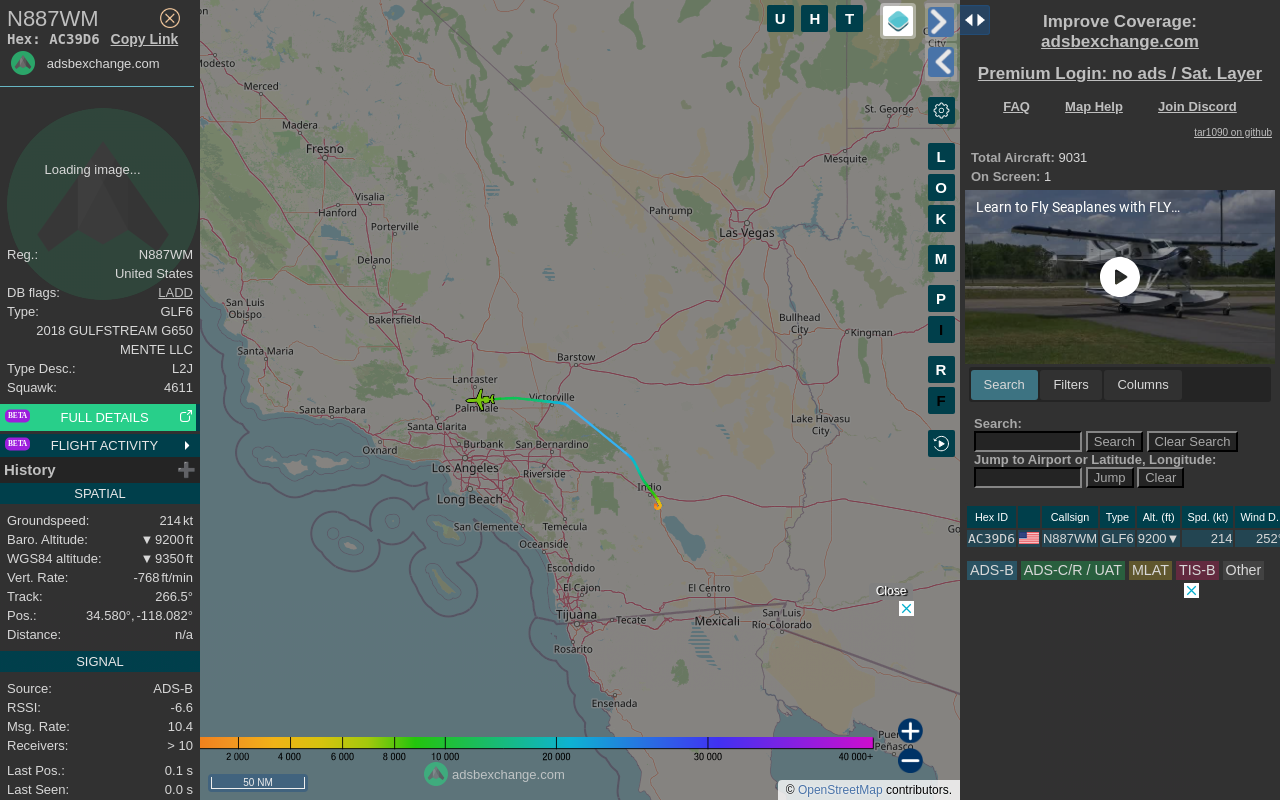 N887WM
Hex: AC39D6 Copy Link
adsbexchange.com
Loading image...
Reg.: N887WM
United States
DB flags: LADD
Type: GLF6
2018 GULFSTREAM G650
MENTE LLC
Type Desc.: L2J
Squawk: 4611
BETA FULL DETAILS
BETA FLIGHT ACTIVITY
History
SPATIAL
Groundspeed: 214 kt
Baro. Altitude: ▼ 9200 ft
WGS84 altitude: ▼ 9350 ft
Vert. Rate: -768 ft/min
Track: 266.5°
Pos.: 34.580°, -118.082°
Distance: n/a
SIGNAL
Source: ADS-B
RSSI: -6.6
Msg. Rate: 10.4
Receivers: > 10
Last Pos.: 0.1 s
Last Seen: 0.0 s
U H T
L
O
K
M
P
I
R
F
Modesto
Merced
Madera
Fresno
Visalia
Hanford
Porterville
Delano
San Luis
Obispo
Bakersfield
Santa Maria
Santa Barbara
Lancaster
Palmdale
Santa Clarita
Oxnard
Burbank
Los Angeles
Long Beach
Victorville
San Bernardino
Riverside
Barstow
Indio
San Clemente
Temecula
Oceanside
Escondido
El Cajon
Tijuana
Tecate
Rosarito
Ensenada
El Centro
Mexicali
San Luis
Río Colorado
Puerto
Peñasco
City
St. George
Mesquite
Pahrump
Las Vegas
Bullhead
City
Kingman
Lake Havasu
City
Go
Close
2 000 4 000 6 000 8 000 10 000 20 000 30 000 40 000+
adsbexchange.com
50 NM
© OpenStreetMap contributors.
Improve Coverage:
adsbexchange.com
Premium Login: no ads / Sat. Layer
FAQ Map Help Join Discord
tar1090 on github
Total Aircraft: 9031
On Screen: 1
Learn to Fly Seaplanes with FLY...
Search Filters Columns
Search:
Search Clear Search
Jump to Airport or Latitude, Longitude:
Jump Clear
Hex ID Callsign Type Alt. (ft) Spd. (kt) Wind D.
AC39D6 N887WM GLF6 9200▼ 214 252°
ADS-B ADS-C/R / UAT MLAT TIS-B Other